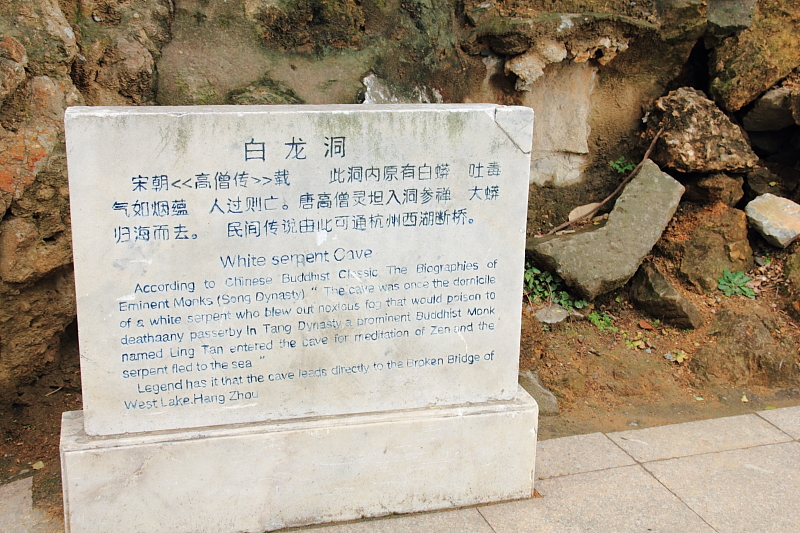 白龙洞
宋朝<<高僧传>>载 此洞内原有白蟒 吐毒
气如烟蕴 人过则亡。唐高僧灵坦入洞参禅 大蟒
归海而去。 民间传说由此可通杭州西湖断桥。
White serpent Cave
According to Chinese Buddhist Classic The Biographies of
Eminent Monks (Song Dynasty) “ The cave was once the domicile
of a white serpent who blew out noxious fog that would poison to
deathaany passerby In Tang Dynasty,a prominent Buddhist Monk
named Ling Tan entered the cave for meditation of Zen and the
serpent fled to the sea ”
Legend has it that the cave leads directly to the Broken Bridge of
West Lake.Hang Zhou